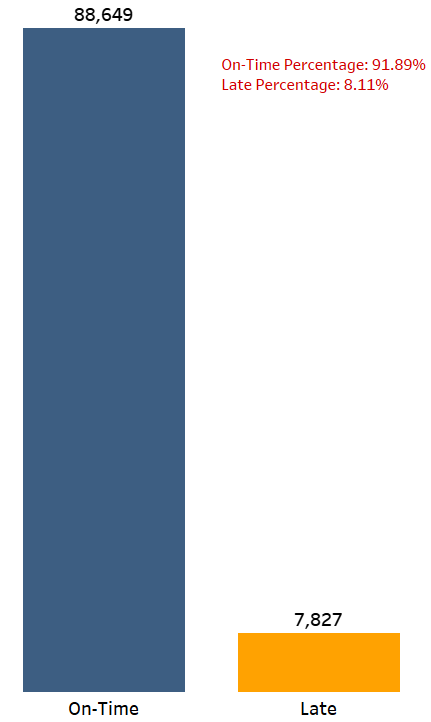 88,649
On-Time Percentage: 91.89%
Late Percentage: 8.11%
7,827
On-Time
Late